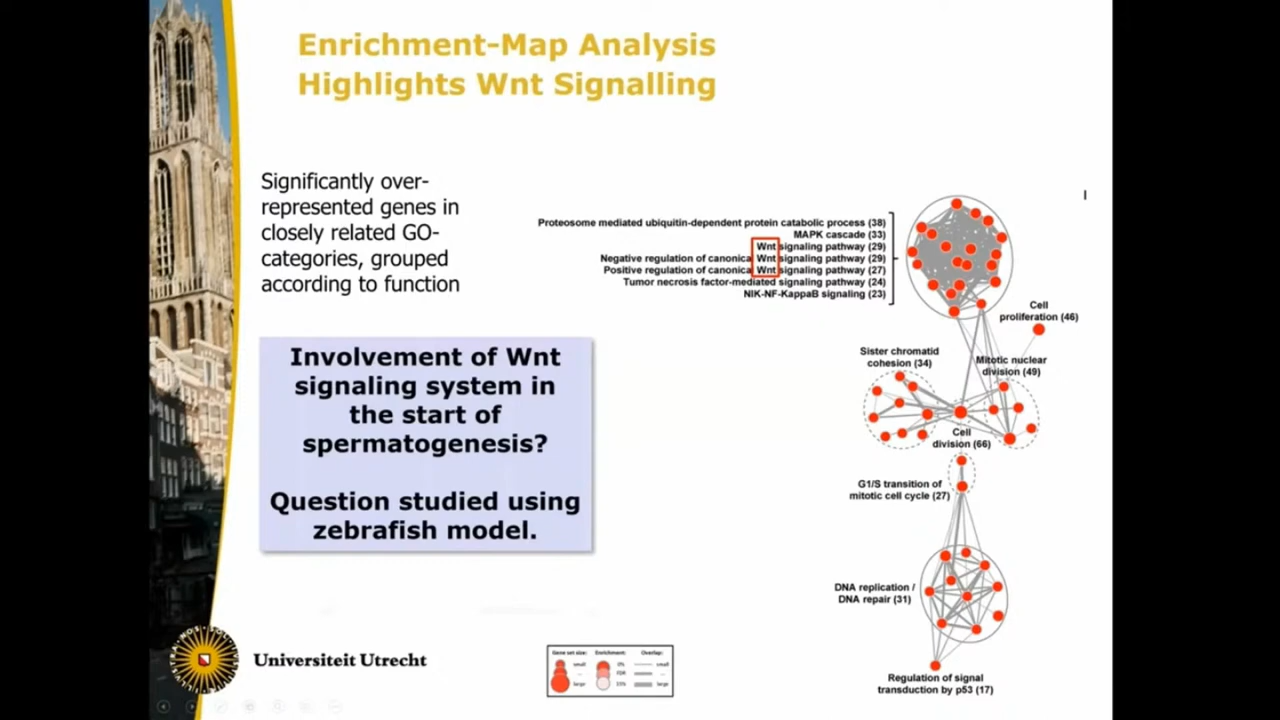 Enrichment-Map Analysis
Highlights Wnt Signalling
Significantly over-
represented genes in
closely related GO-
categories, grouped
according to function
Involvement of Wnt
signaling system in
the start of
spermatogenesis?
Question studied using
zebrafish model.
Proteosome mediated ubiquitin-dependent protein catabolic process (38)
MAPK cascade (33)
Wnt signaling pathway (29)
Negative regulation of canonical Wnt signaling pathway (29)
Positive regulation of canonical Wnt signaling pathway (27)
Tumor necrosis factor-mediated signaling pathway (24)
NIK-NF-KappaB signaling (23)
Cell
proliferation (46)
Sister chromatid
cohesion (34)
Mitotic nuclear
division (49)
Cell
division (66)
G1/S transition of
mitotic cell cycle (27)
DNA replication /
DNA repair (31)
Regulation of signal
transduction by p53 (17)
Gene set size: Enrichment: Overlap:
small 0% small
... FDR ...
large 15% large
Universiteit Utrecht